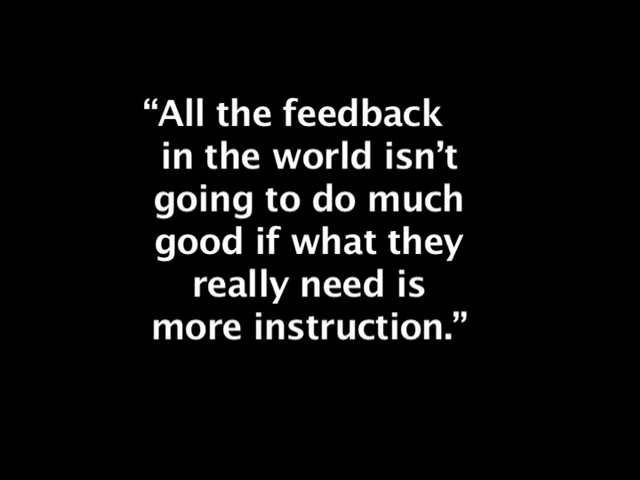 “All the feedback
in the world isn’t
going to do much
good if what they
really need is
more instruction.”